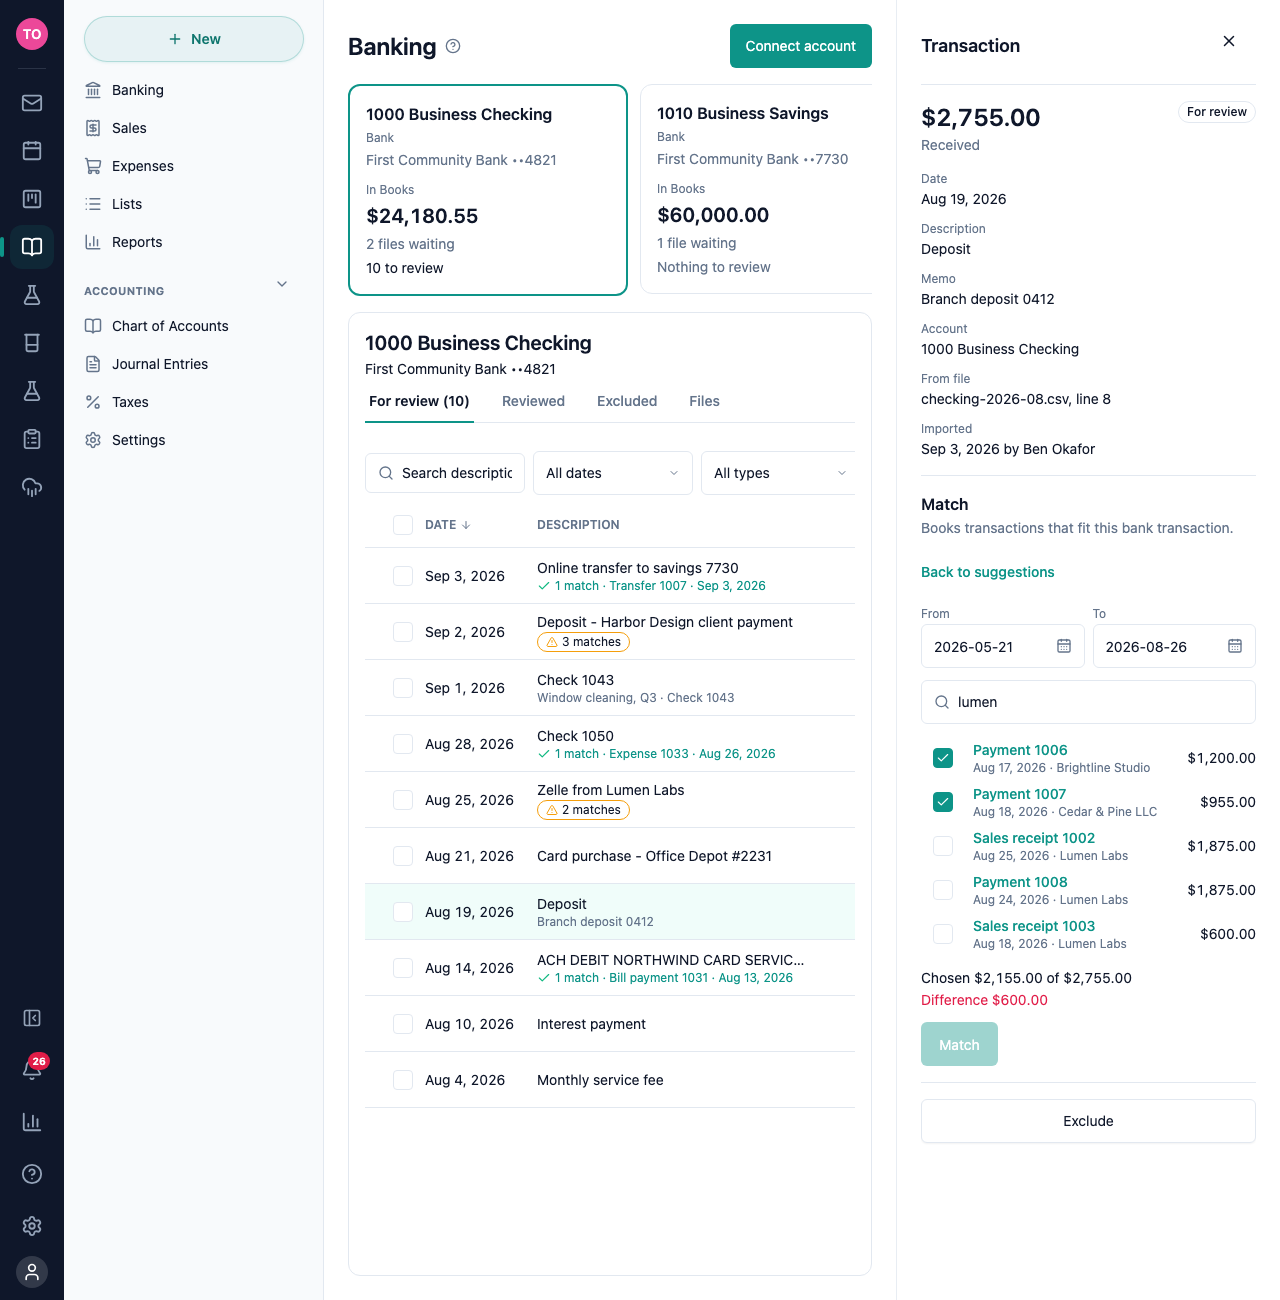 TO
26
New
Banking
Sales
Expenses
Lists
Reports
ACCOUNTING
Chart of Accounts
Journal Entries
Taxes
Settings
Banking
Connect account
1000 Business Checking
Bank
First Community Bank ••4821
In Books
$24,180.55
2 files waiting
10 to review
1010 Business Savings
Bank
First Community Bank ••7730
In Books
$60,000.00
1 file waiting
Nothing to review
1000 Business Checking
First Community Bank ••4821
For review (10) Reviewed Excluded Files
Search descriptic All dates All types
DATE DESCRIPTION
Sep 3, 2026 Online transfer to savings 7730
1 match · Transfer 1007 · Sep 3, 2026
Sep 2, 2026 Deposit - Harbor Design client payment
3 matches
Sep 1, 2026 Check 1043
Window cleaning, Q3 · Check 1043
Aug 28, 2026 Check 1050
1 match · Expense 1033 · Aug 26, 2026
Aug 25, 2026 Zelle from Lumen Labs
2 matches
Aug 21, 2026 Card purchase - Office Depot #2231
Aug 19, 2026 Deposit
Branch deposit 0412
Aug 14, 2026 ACH DEBIT NORTHWIND CARD SERVIC...
1 match · Bill payment 1031 · Aug 13, 2026
Aug 10, 2026 Interest payment
Aug 4, 2026 Monthly service fee
Transaction
$2,755.00 For review
Received
Date
Aug 19, 2026
Description
Deposit
Memo
Branch deposit 0412
Account
1000 Business Checking
From file
checking-2026-08.csv, line 8
Imported
Sep 3, 2026 by Ben Okafor
Match
Books transactions that fit this bank transaction.
Back to suggestions
From To
2026-05-21 2026-08-26
lumen
Payment 1006 $1,200.00
Aug 17, 2026 · Brightline Studio
Payment 1007 $955.00
Aug 18, 2026 · Cedar & Pine LLC
Sales receipt 1002 $1,875.00
Aug 25, 2026 · Lumen Labs
Payment 1008 $1,875.00
Aug 24, 2026 · Lumen Labs
Sales receipt 1003 $600.00
Aug 18, 2026 · Lumen Labs
Chosen $2,155.00 of $2,755.00
Difference $600.00
Match
Exclude